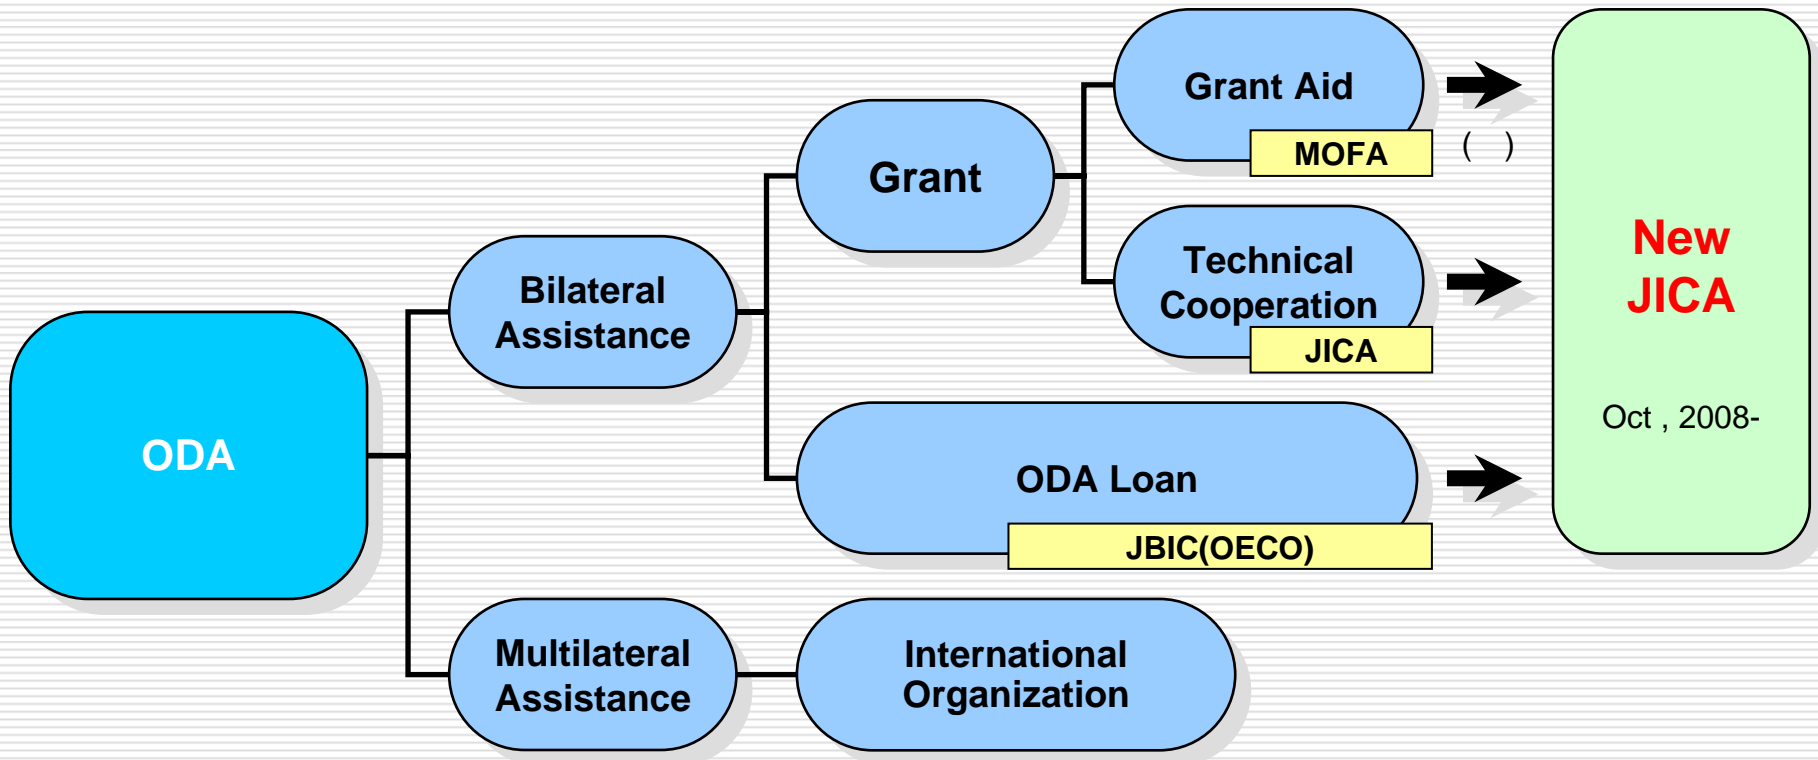 ODA
Bilateral
Assistance
Grant
Grant Aid
MOFA
( )
Technical
Cooperation
JICA
ODA Loan
JBIC(OECO)
Multilateral
Assistance
International
Organization
New
JICA
Oct , 2008-